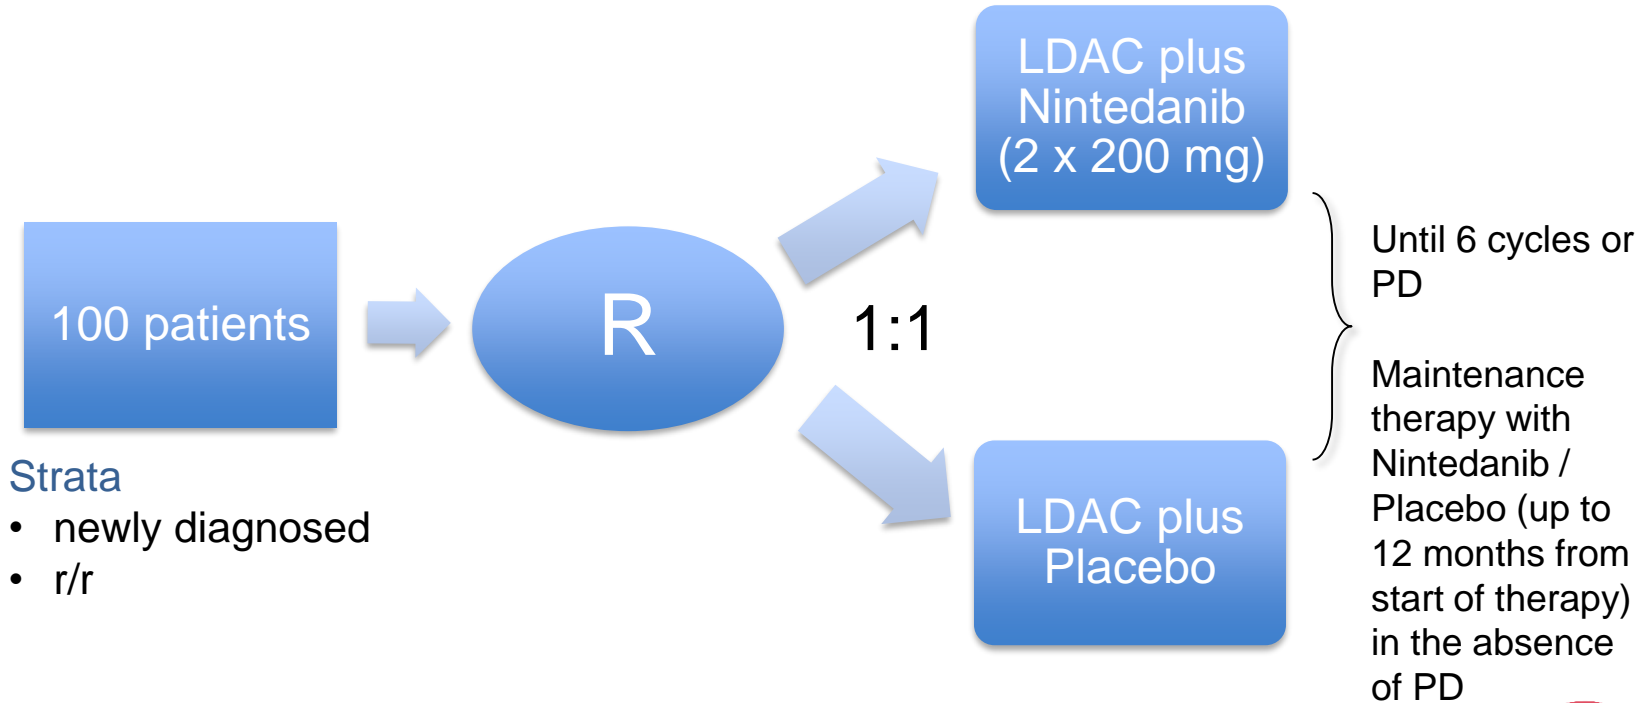 100 patients
Strata
• newly diagnosed
• r/r
R
1:1
LDAC plus
Nintedanib
(2 x 200 mg)
LDAC plus
Placebo
Until 6 cycles or
PD
Maintenance
therapy with
Nintedanib /
Placebo (up to
12 months from
start of therapy)
in the absence
of PD